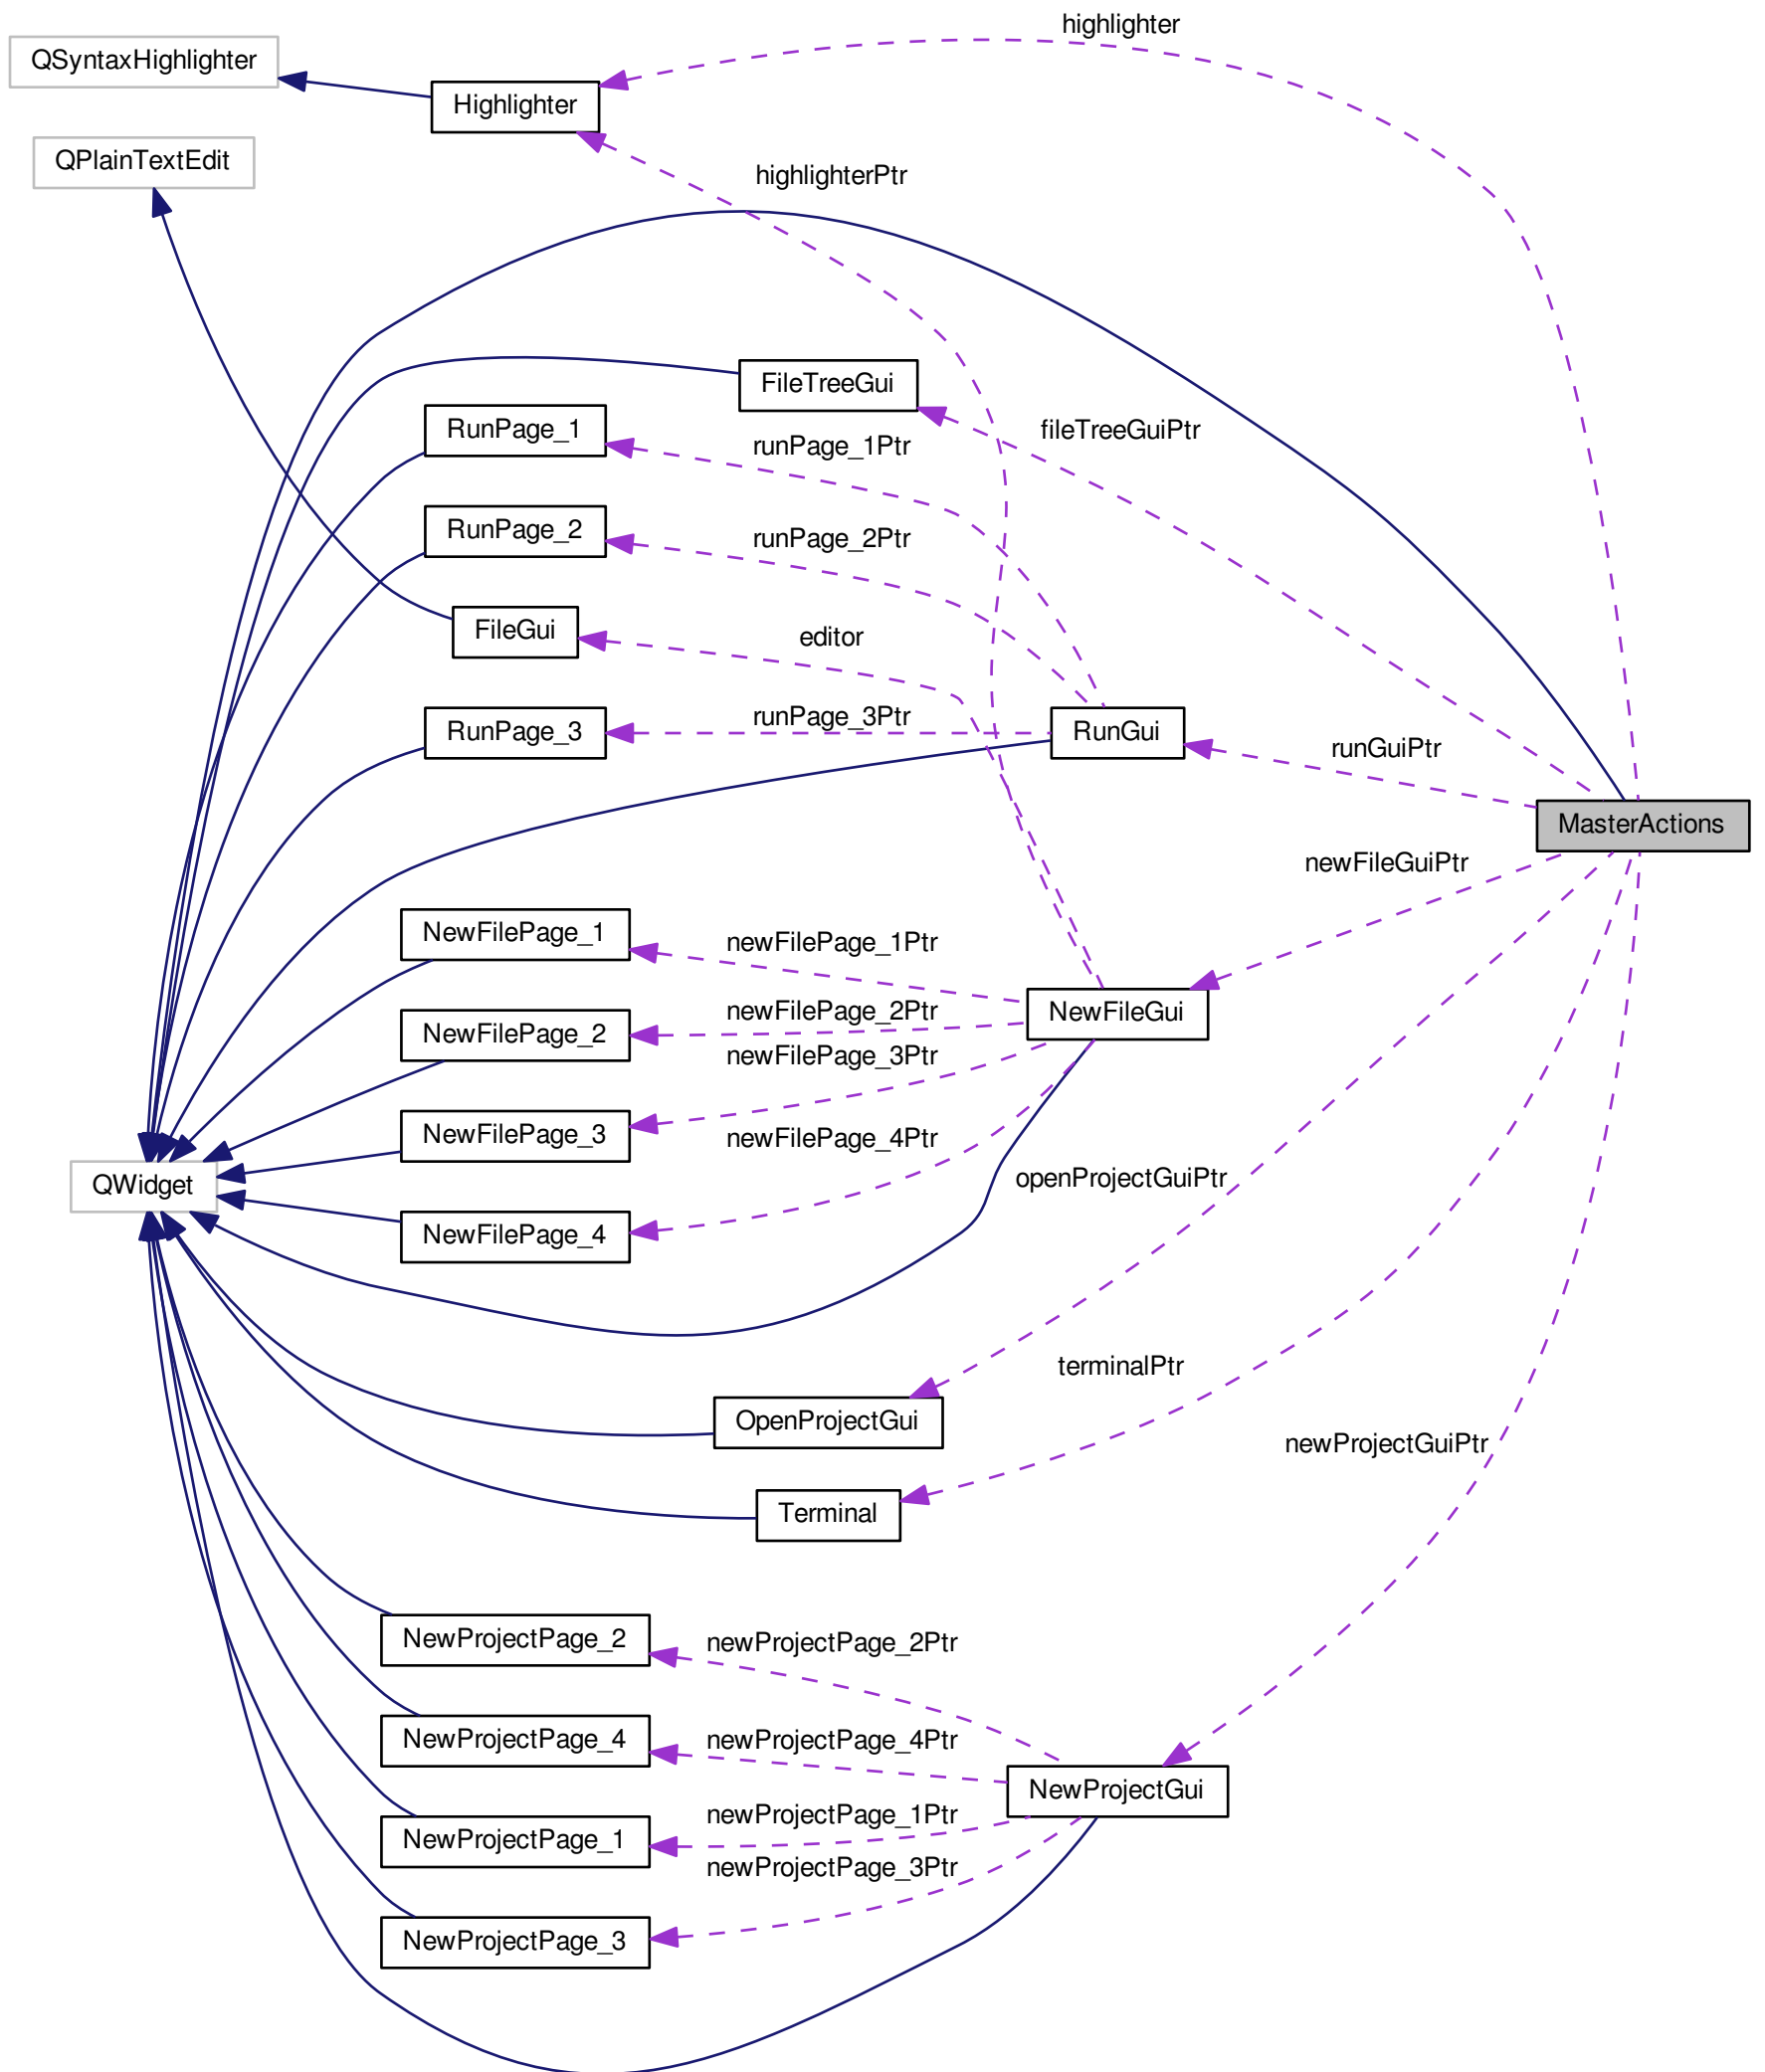 highlighter
QSyntaxHighlighter
Highlighter
QPlainTextEdit
highlighterPtr
FileTreeGui
RunPage_1
runPage_1Ptr
fileTreeGuiPtr
RunPage_2
runPage_2Ptr
FileGui
editor
RunPage_3
runPage_3Ptr
RunGui
runGuiPtr
MasterActions
newFileGuiPtr
NewFilePage_1
newFilePage_1Ptr
NewFileGui
NewFilePage_2
newFilePage_2Ptr
newFilePage_3Ptr
NewFilePage_3
newFilePage_4Ptr
QWidget
openProjectGuiPtr
NewFilePage_4
terminalPtr
OpenProjectGui
newProjectGuiPtr
Terminal
NewProjectPage_2
newProjectPage_2Ptr
NewProjectPage_4
newProjectPage_4Ptr
NewProjectGui
newProjectPage_1Ptr
NewProjectPage_1
newProjectPage_3Ptr
NewProjectPage_3